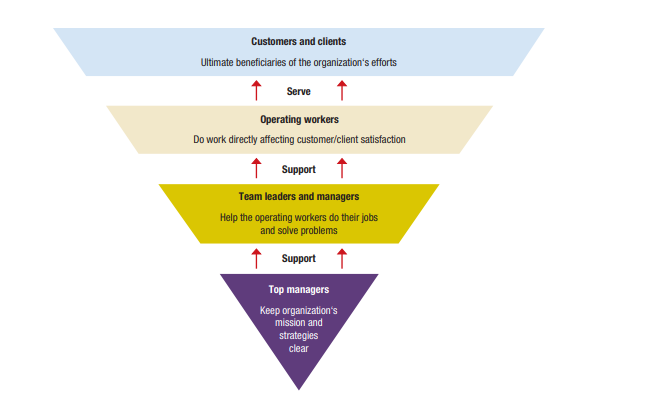 Customers and clients
Ultimate beneficiaries of the organization's efforts
Serve
Operating workers
Do work directly affecting customer/client satisfaction
Support
Team leaders and managers
Help the operating workers do their jobs
and solve problems
Support
Top managers
Keep organization's
mission and
strategies
clear